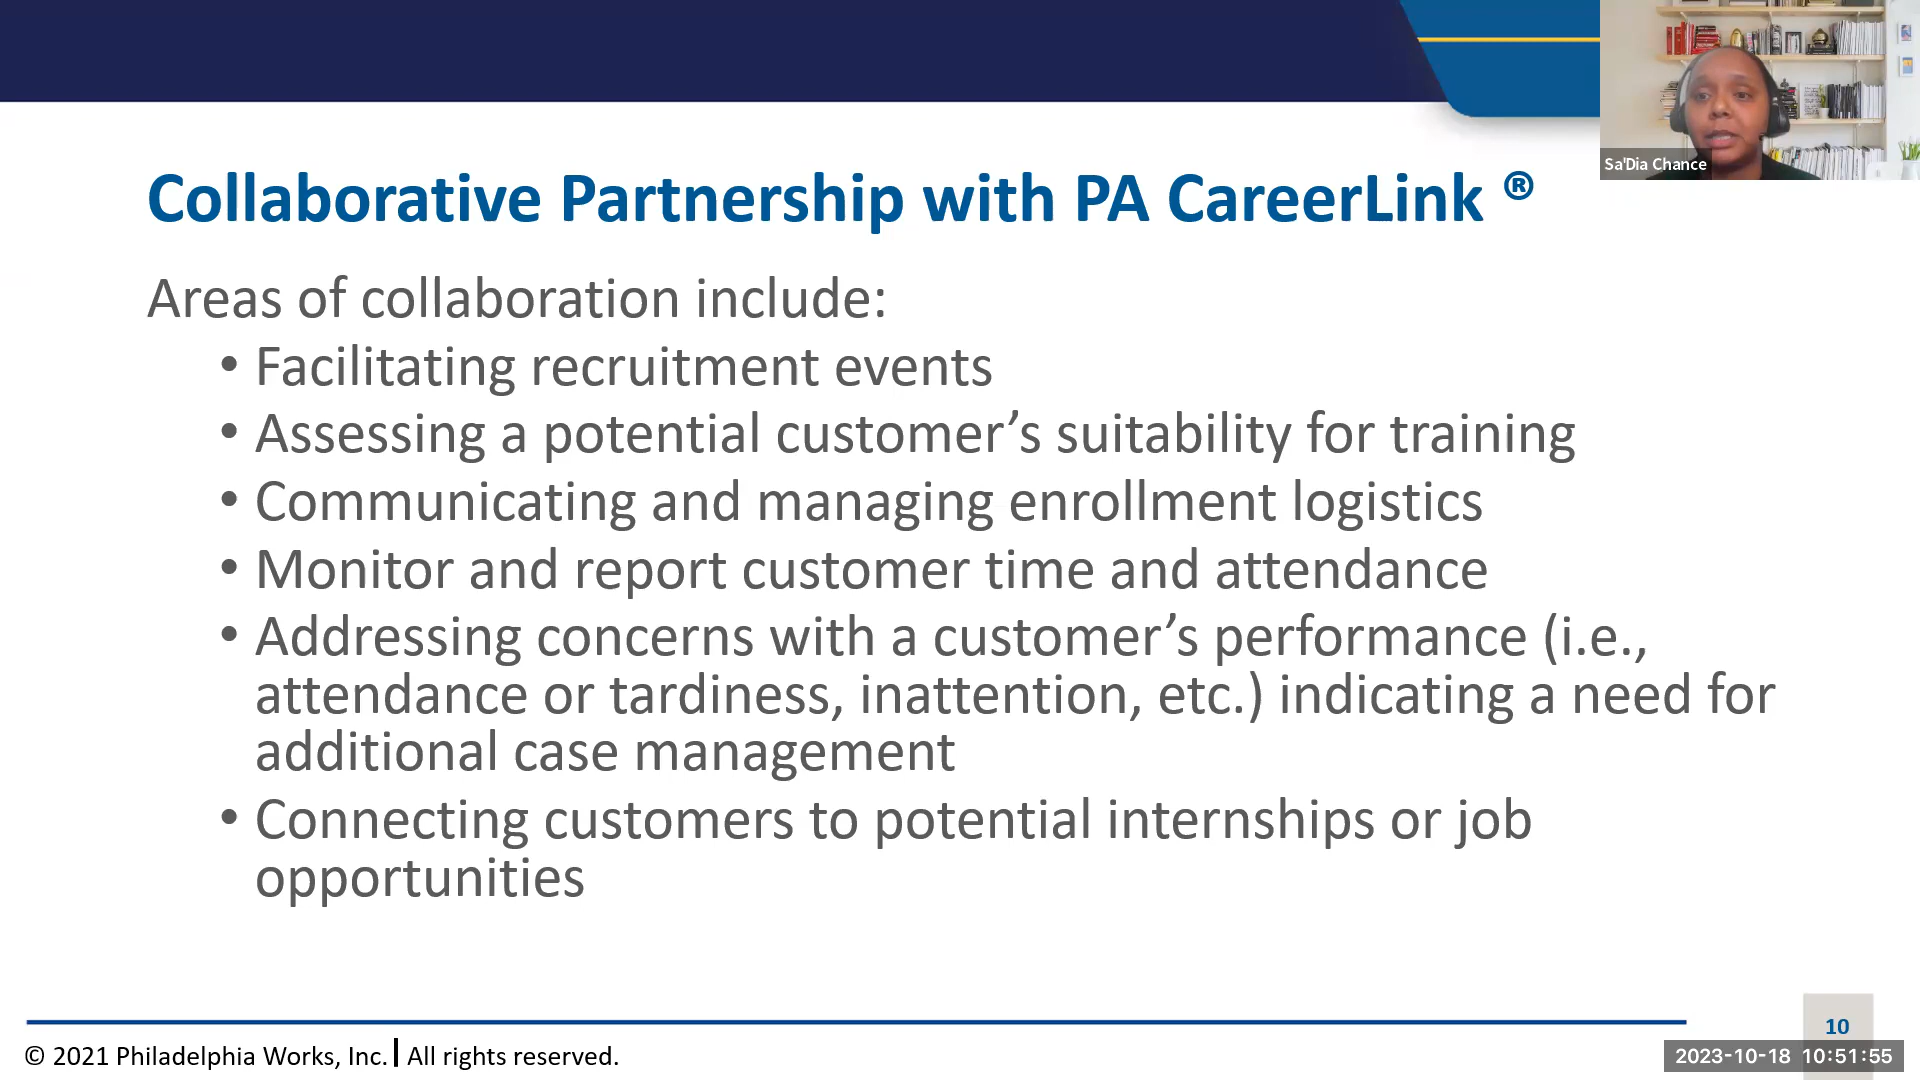 Sa'Dia Chance
Collaborative Partnership with PA CareerLink ®
Areas of collaboration include:
• Facilitating recruitment events
• Assessing a potential customer’s suitability for training
• Communicating and managing enrollment logistics
• Monitor and report customer time and attendance
• Addressing concerns with a customer’s performance (i.e.,
attendance or tardiness, inattention, etc.) indicating a need for
additional case management
• Connecting customers to potential internships or job
opportunities
10
© 2021 Philadelphia Works, Inc. | All rights reserved.
2023-10-18 10:51:55